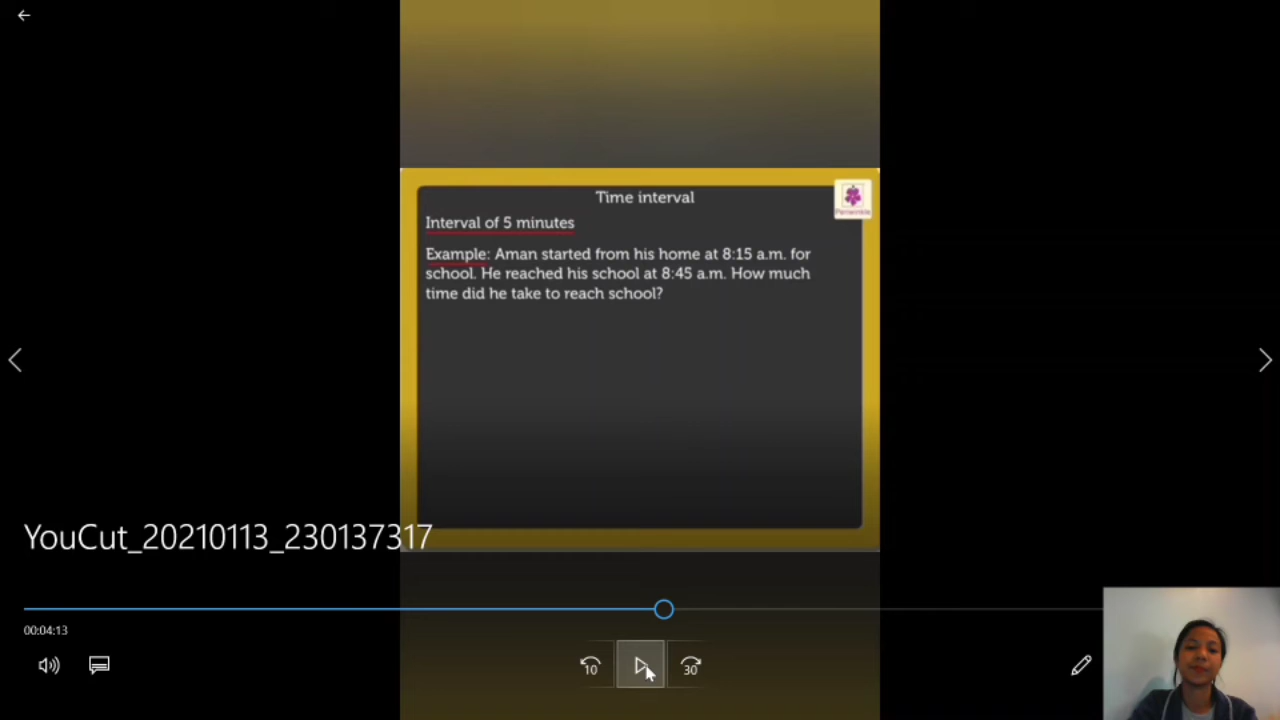 Time interval
Periwinkle
Interval of 5 minutes
Example: Aman started from his home at 8:15 a.m. for
school. He reached his school at 8:45 a.m. How much
time did he take to reach school?
YouCut_20210113_230137317
00:04:13
10
30